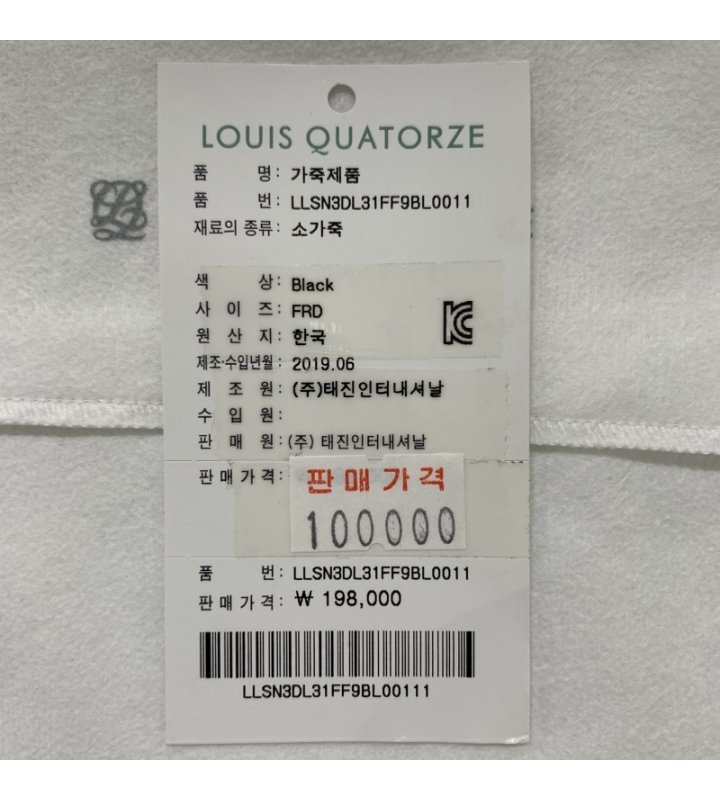 LOUIS QUATORZE
품 명: 가죽제품
품 번: LLSN3DL31FF9BL0011
재료의 종류: 소가죽
색 상: Black
사 이 즈: FRD
원 산 지: 한국
제조·수입년월: 2019.06
제 조 원: (주)태진인터내셔날
수 입 원:
판 매 원: (주) 태진인터내셔날
판 매 가 격: 판 매 가 격
100000
품 번: LLSN3DL31FF9BL0011
판 매 가 격: ₩ 198,000
LLSN3DL31FF9BL00111